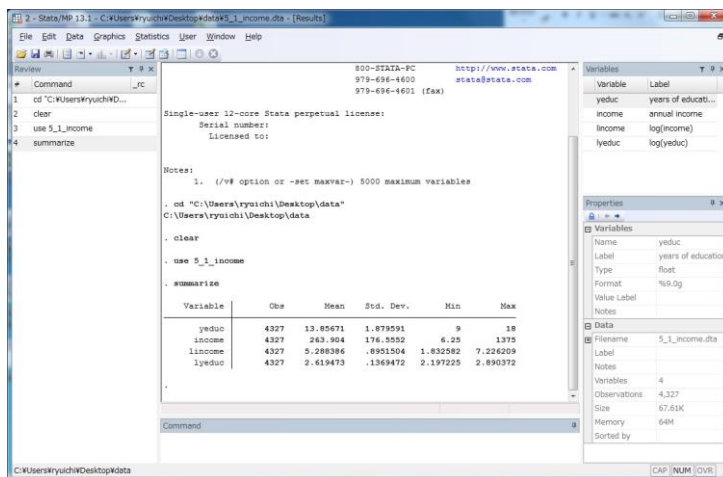 2 - Stata/MP 13.1 - C:¥Users¥ryuichi¥Desktop¥data¥5_1_income.dta - [Results]
File Edit Data Graphics Statistics User Window Help
Review
# Command _rc
1 cd "C:¥Users¥ryuichi¥D...
2 clear
3 use 5_1_income
4 summarize
800-STATA-PC http://www.stata.com
979-696-4600 stata@stata.com
979-696-4601 (fax)
Single-user 12-core Stata perpetual license:
Serial number:
Licensed to:
Notes:
1. (/v# option or -set maxvar-) 5000 maximum variables
. cd "C:\Users\ryuichi\Desktop\data"
C:\Users\ryuichi\Desktop\data
. clear
. use 5_1_income
. summarize
Variable Obs Mean Std. Dev. Min Max
yeduc 4327 13.85671 1.879591 9 18
income 4327 263.904 176.5552 6.25 1375
lincome 4327 5.288386 .8951504 1.832582 7.226209
lyeduc 4327 2.619473 .1369472 2.197225 2.890372
.
Command
Variables
Variable Label
yeduc years of educati...
income annual income
lincome log(income)
lyeduc log(yeduc)
Properties
Variables
Name yeduc
Label years of education
Type float
Format %9.0g
Value Label
Notes
Data
Filename 5_1_income.dta
Label
Notes
Variables 4
Observations 4,327
Size 67.61K
Memory 64M
Sorted by
C:¥Users¥ryuichi¥Desktop¥data CAP NUM OVR